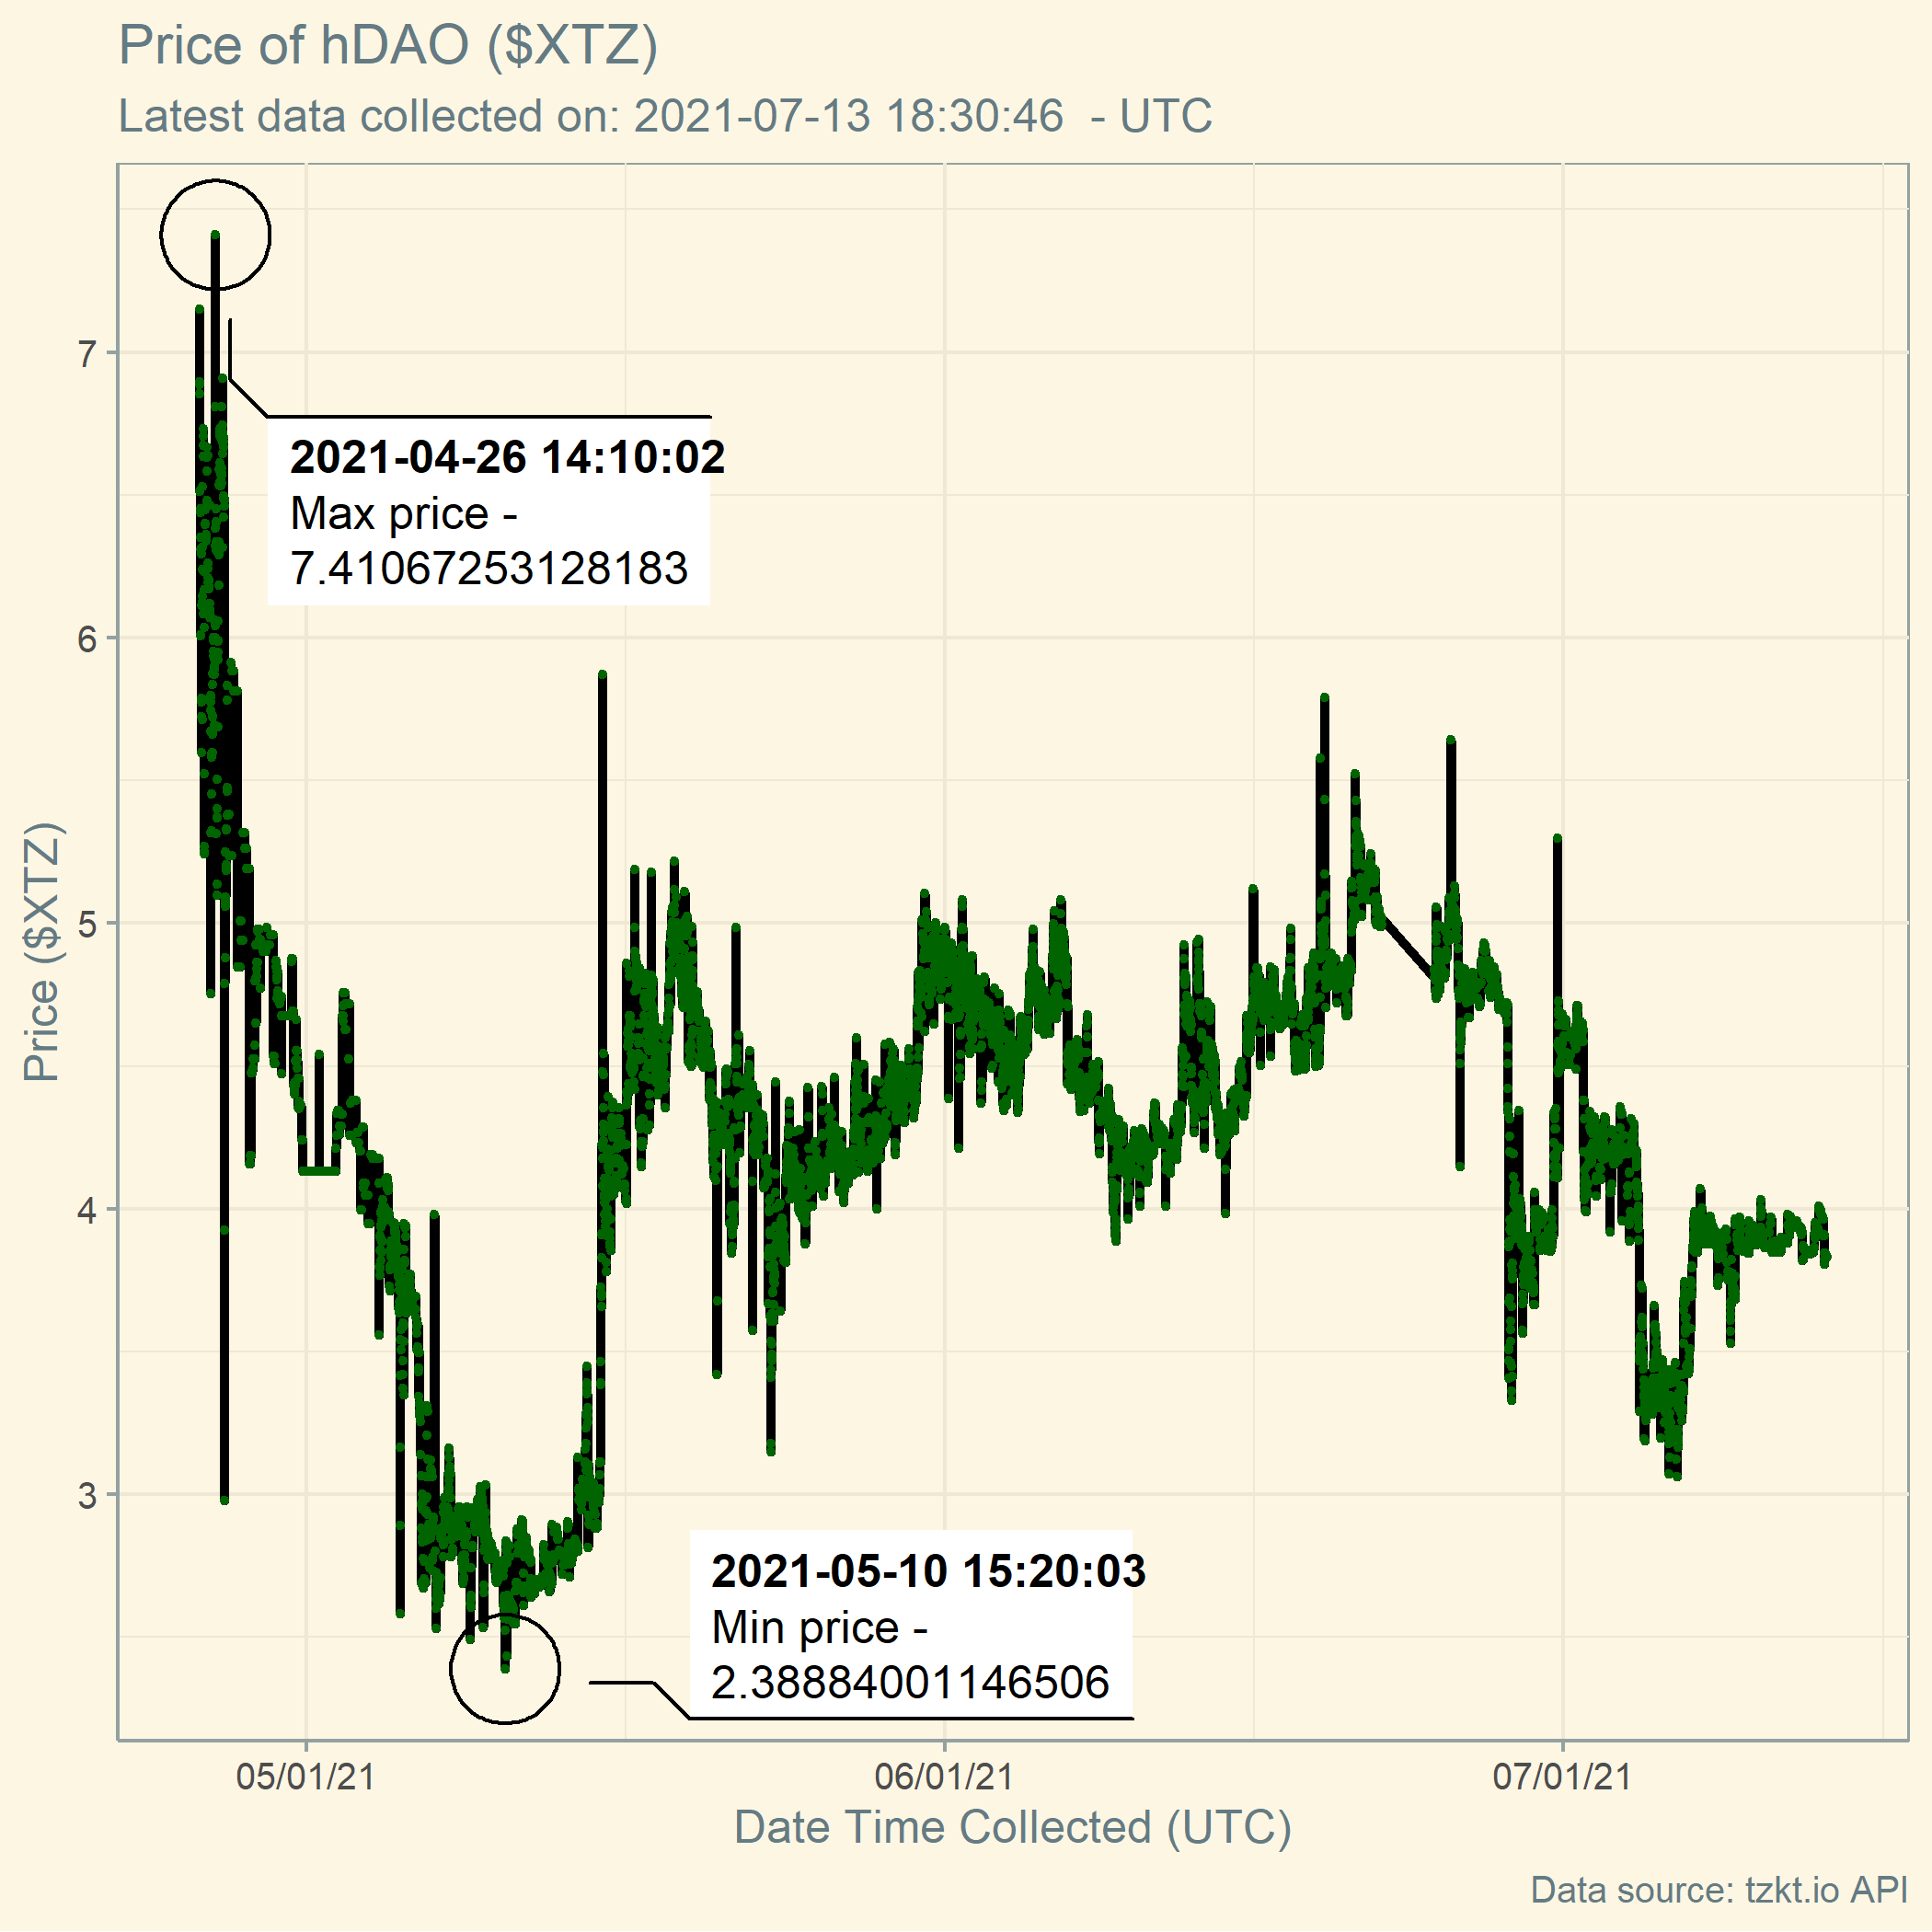 Price of hDAO ($XTZ)
Latest data collected on: 2021-07-13 18:30:46  - UTC
2021-04-26 14:10:02
Max price -
7.41067253128183
7
6
5
4
3
Price ($XTZ)
2021-05-10 15:20:03
Min price -
2.38884001146506
05/01/21
06/01/21
07/01/21
Date Time Collected (UTC)
Data source: tzkt.io API